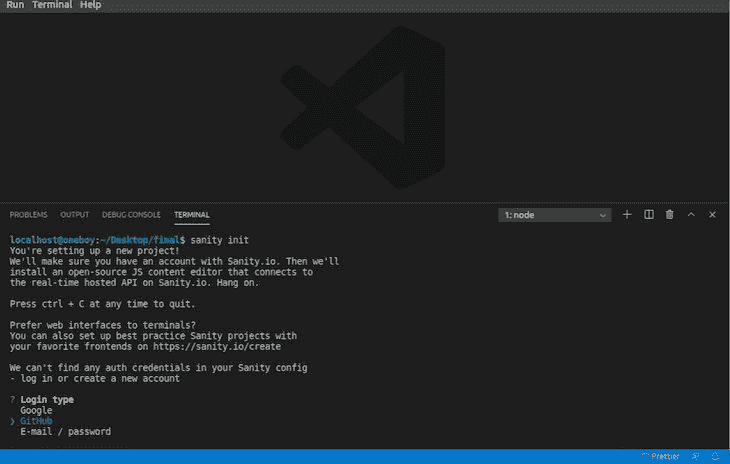 Run Terminal Help
PROBLEMS OUTPUT DEBUG CONSOLE TERMINAL
1: node
localhost@oneboy:~/Desktop/final$ sanity init
You're setting up a new project!
We'll make sure you have an account with Sanity.io. Then we'll
install an open-source JS content editor that connects to
the real-time hosted API on Sanity.io. Hang on.
Press ctrl + C at any time to quit.
Prefer web interfaces to terminals?
You can also set up best practice Sanity projects with
your favorite frontends on https://sanity.io/create
We can't find any auth credentials in your Sanity config
- log in or create a new account
? Login type
Google
❯ GitHub
E-mail / password
Prettier